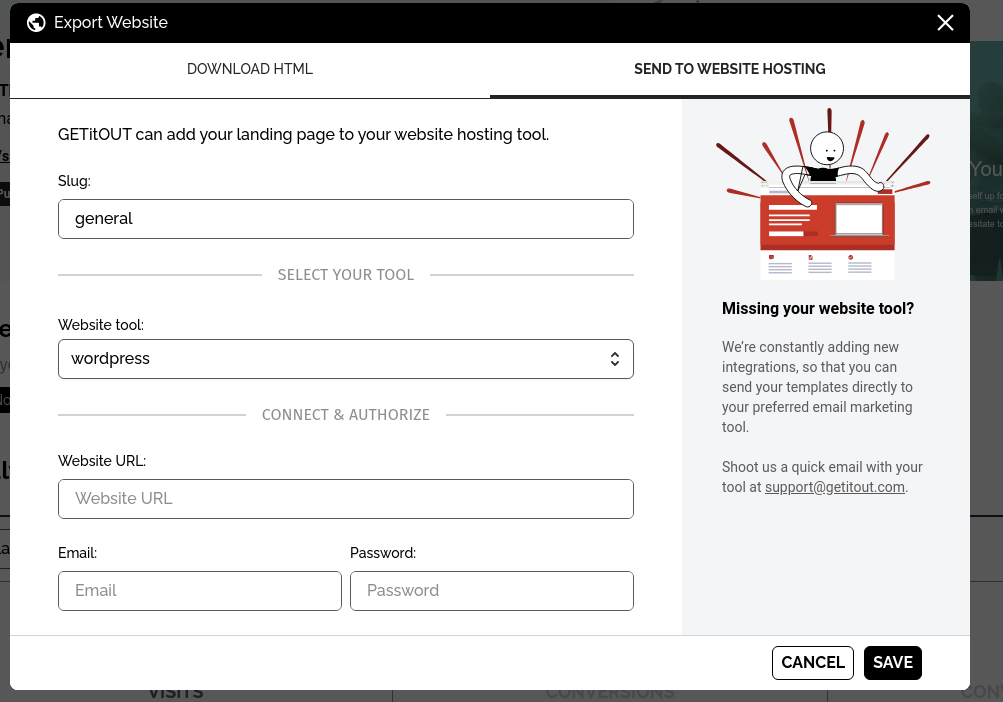 Export Website
DOWNLOAD HTML
SEND TO WEBSITE HOSTING
GETitOUT can add your landing page to your website hosting tool.
Slug:
general
SELECT YOUR TOOL
Website tool:
wordpress
CONNECT & AUTHORIZE
Website URL:
Website URL
Email:
Password:
Email
Password
Missing your website tool?
We're constantly adding new
integrations, so that you can
send your templates directly to
your preferred email marketing
tool.
Shoot us a quick email with your
tool at support@getitout.com.
CANCEL
SAVE
You
VISITS
CONVERSIONS